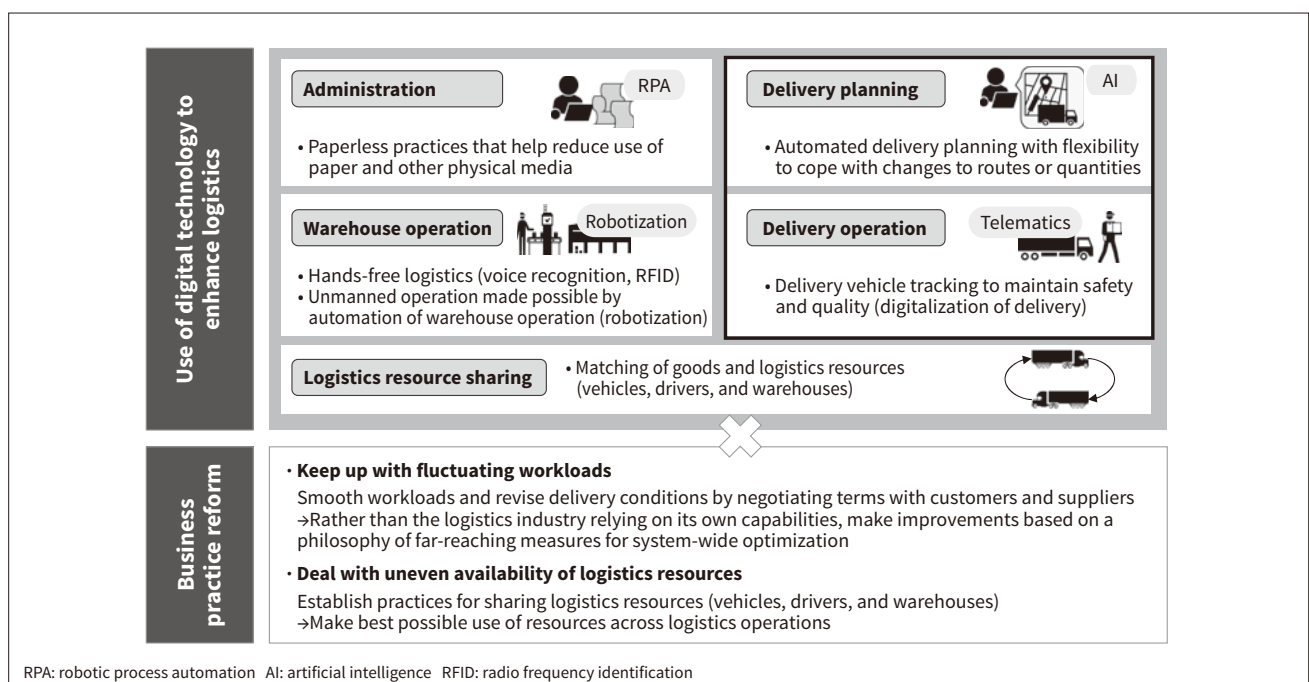 Use of digital technology to
enhance logistics
Administration
RPA
• Paperless practices that help reduce use of
paper and other physical media
Delivery planning
AI
• Automated delivery planning with flexibility
to cope with changes to routes or quantities
Warehouse operation
Robotization
• Hands-free logistics (voice recognition, RFID)
• Unmanned operation made possible by
automation of warehouse operation (robotization)
Delivery operation
Telematics
• Delivery vehicle tracking to maintain safety
and quality (digitalization of delivery)
Logistics resource sharing
• Matching of goods and logistics resources
(vehicles, drivers, and warehouses)
Business
practice reform
· Keep up with fluctuating workloads
Smooth workloads and revise delivery conditions by negotiating terms with customers and suppliers
→Rather than the logistics industry relying on its own capabilities, make improvements based on a
philosophy of far-reaching measures for system-wide optimization
· Deal with uneven availability of logistics resources
Establish practices for sharing logistics resources (vehicles, drivers, and warehouses)
→Make best possible use of resources across logistics operations
RPA: robotic process automation AI: artificial intelligence RFID: radio frequency identification